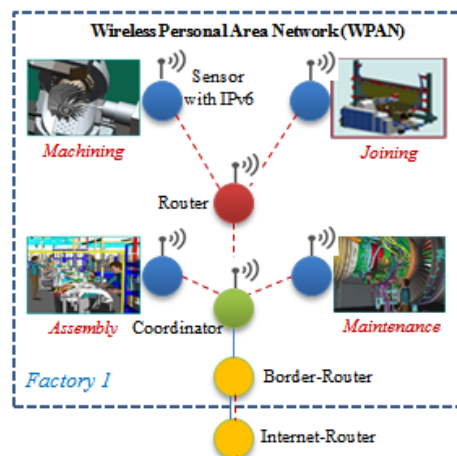 Wireless Personal Area Network (WPAN)
Sensor
with IPv6
Machining
Joining
Router
Assembly
Coordinator
Maintenance
Factory 1
Border-Router
Internet-Router